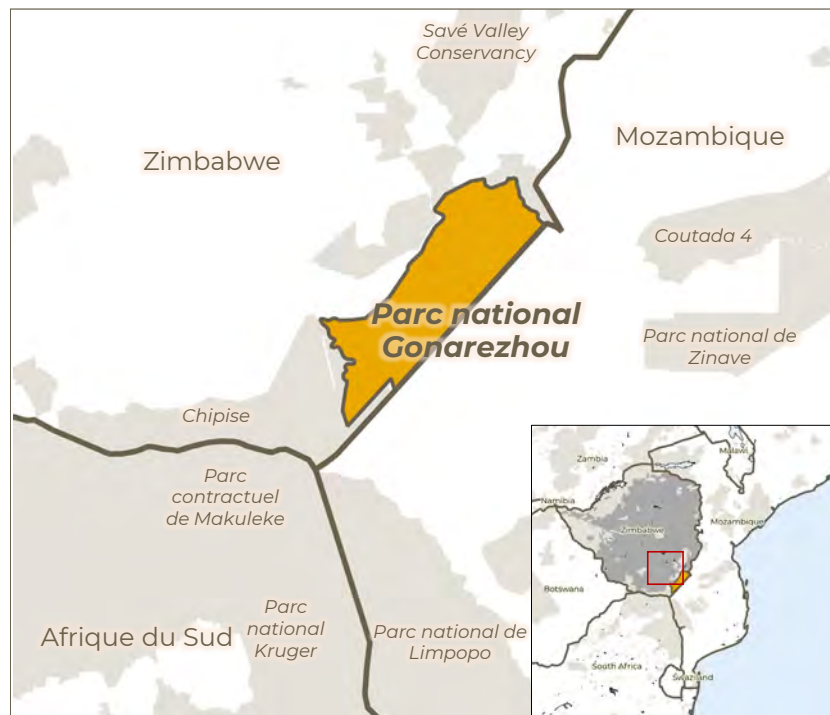 Savé Valley
Conservancy
Mozambique
Zimbabwe
Coutada 4
Parc national
Gonarezhou
Parc national de
Zinave
Chipise
Parc
contractuel
de Makuleke
Afrique du Sud
Parc
national
Kruger
Parc national de
Limpopo
Zambia
Malawi
Namibia
Zimbabwe
Mozambique
Botswana
South Africa
Swaziland